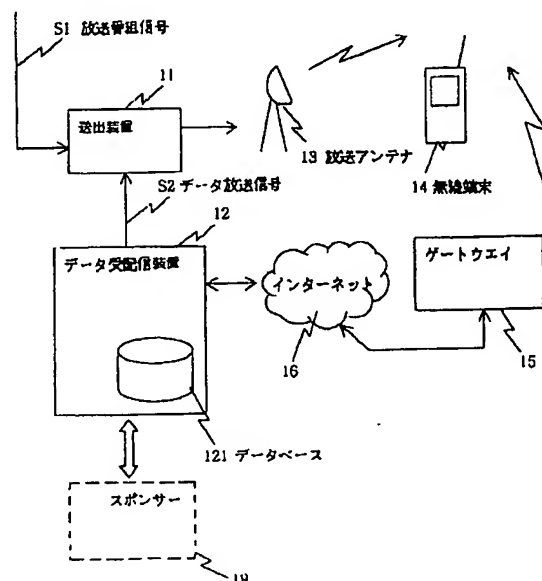 S1 放送番組信号
11
送出装置
13 放送アンテナ
14 無線端末
S2 データ放送信号
12
データ受配信装置
インターネット
ゲートウエイ
16
15
121 データベース
スポンサー